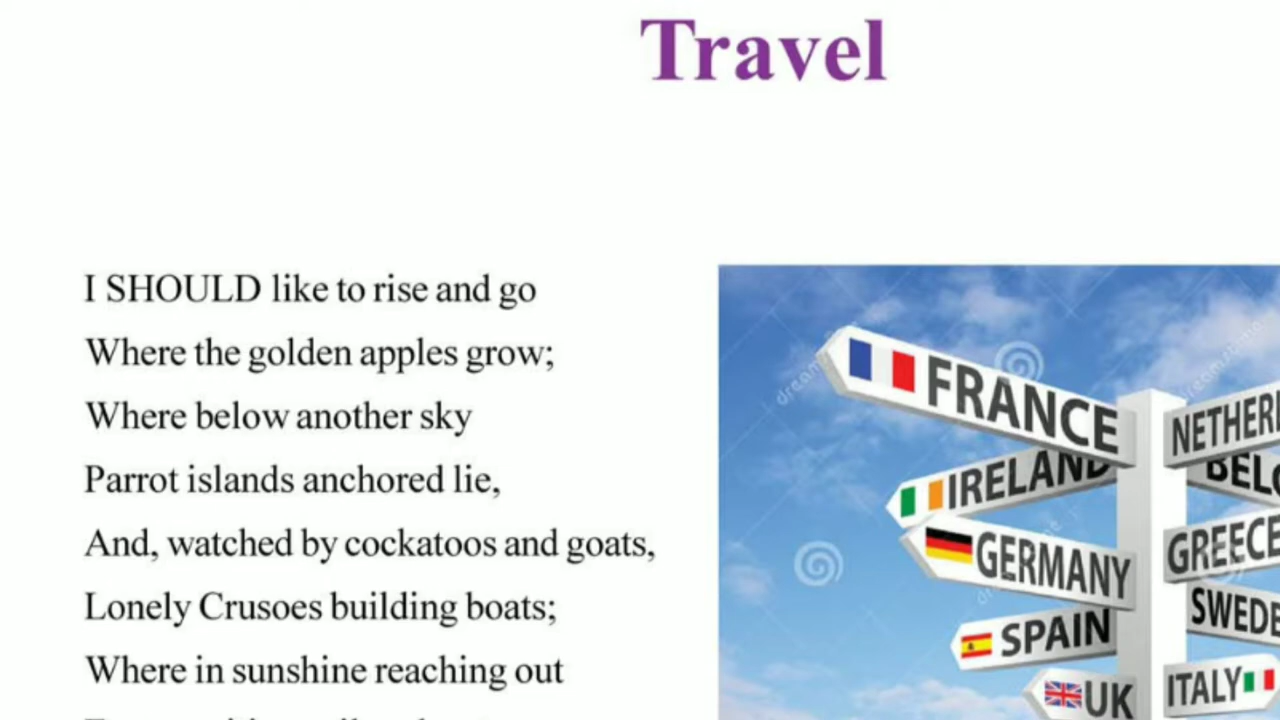 Travel
I SHOULD like to rise and go
Where the golden apples grow;
Where below another sky
Parrot islands anchored lie,
And, watched by cockatoos and goats,
Lonely Crusoes building boats;
Where in sunshine reaching out
FRANCE
IRELAND
GERMANY
SPAIN
UK
GREECE
ITALY